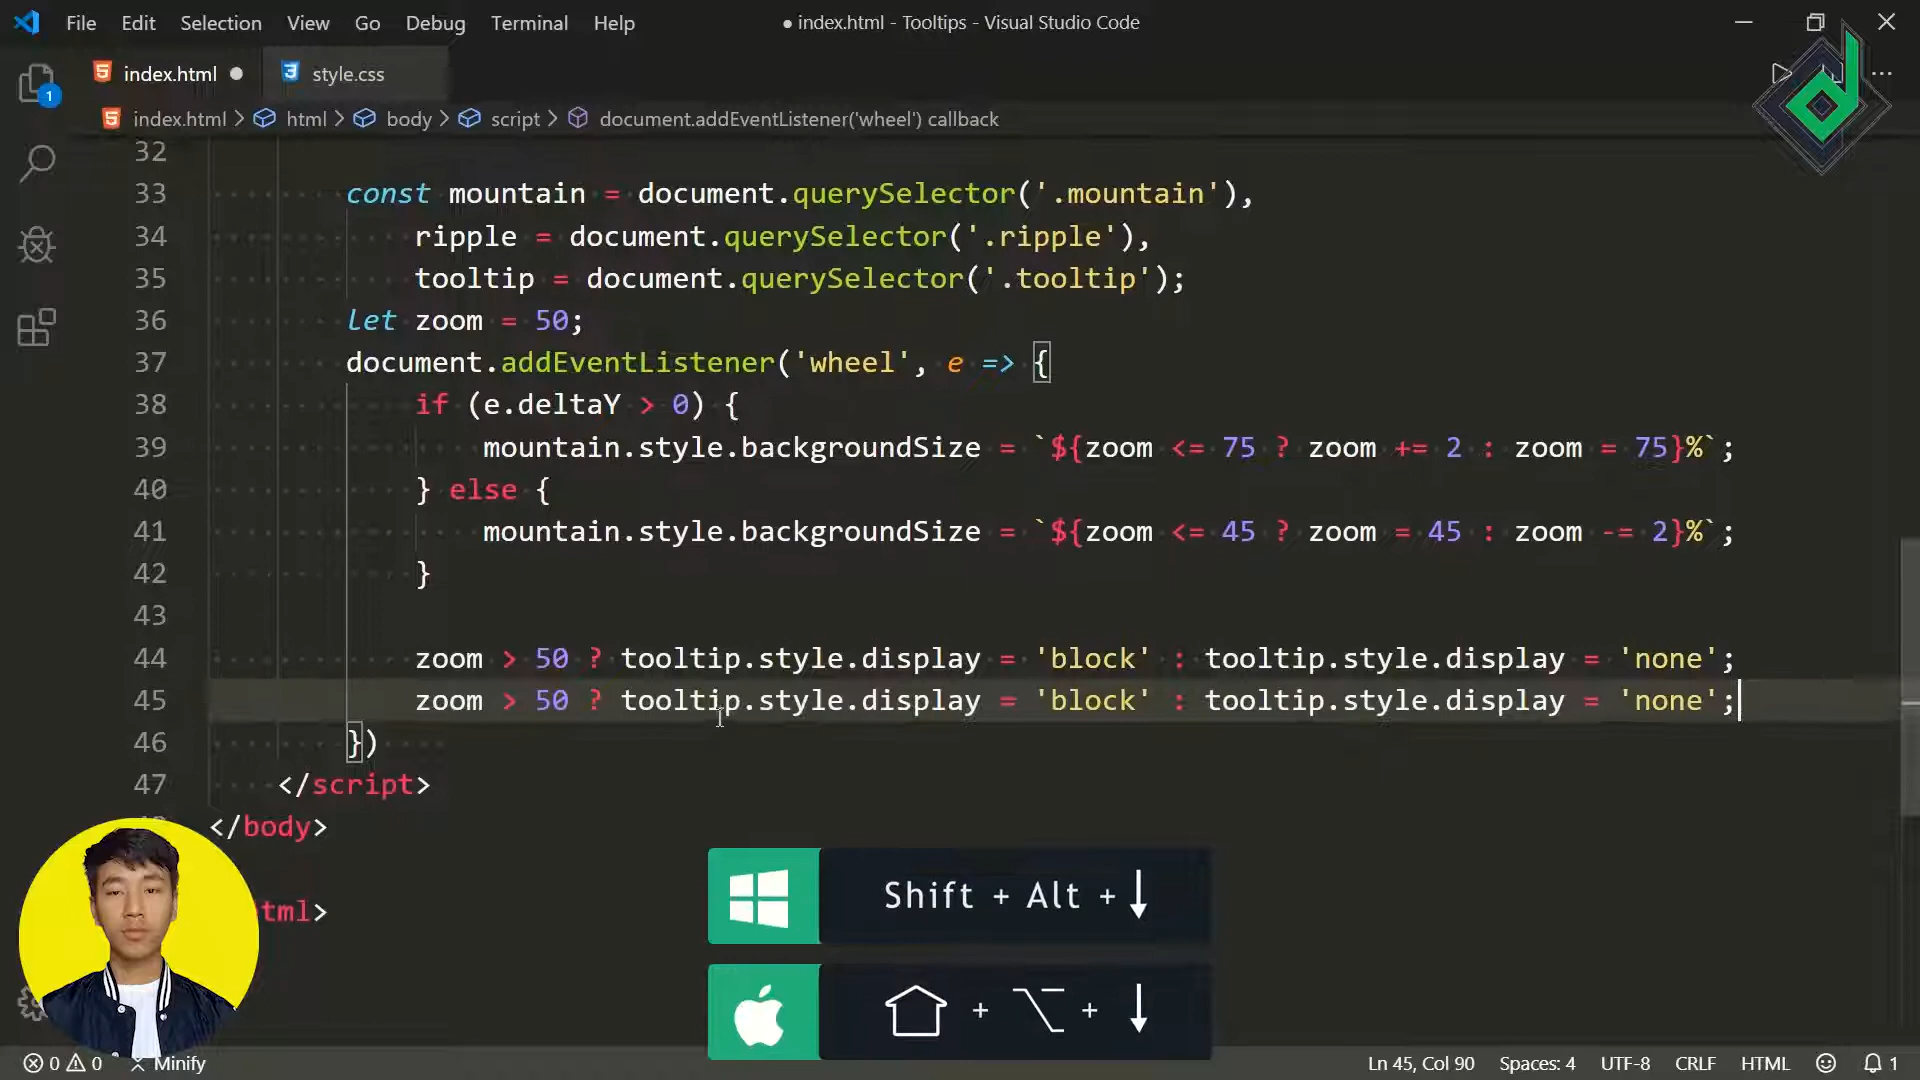 File Edit Selection View Go Debug Terminal Help ● index.html - Tooltips - Visual Studio Code
index.html ● style.css
1
index.html > html > body > script > document.addEventListener('wheel') callback
32
33 const mountain = document.querySelector('.mountain'),
34 ripple = document.querySelector('.ripple'),
35 tooltip = document.querySelector('.tooltip');
36 let zoom = 50;
37 document.addEventListener('wheel', e => {
38 if (e.deltaY > 0) {
39 mountain.style.backgroundSize = `${zoom <= 75 ? zoom += 2 : zoom = 75}%`;
40 } else {
41 mountain.style.backgroundSize = `${zoom <= 45 ? zoom = 45 : zoom -= 2}%`;
42 }
43
44 zoom > 50 ? tooltip.style.display = 'block' : tooltip.style.display = 'none';
45 zoom > 50 ? tooltip.style.display = 'block' : tooltip.style.display = 'none';
46 })
47 </script>
</body>
tml>
Shift + Alt + ↓
+ ⌥ + ↓
0 0 Minify Ln 45, Col 90 Spaces: 4 UTF-8 CRLF HTML 1